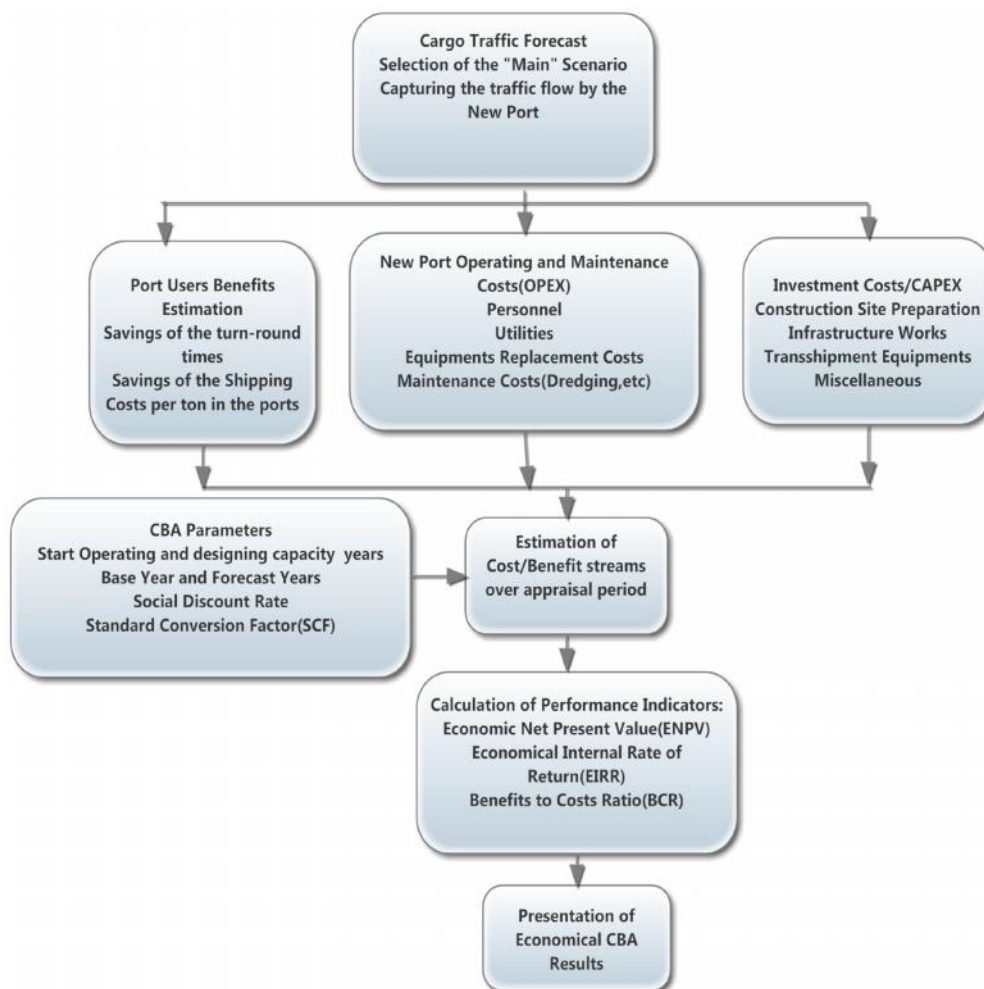 Cargo Traffic Forecast
Selection of the "Main" Scenario
Capturing the traffic flow by the
New Port
Port Users Benefits
Estimation
Savings of the turn-round
times
Savings of the Shipping
Costs per ton in the ports
New Port Operating and Maintenance
Costs(OPEX)
Personnel
Utilities
Equipments Replacement Costs
Maintenance Costs(Dredging,etc)
Investment Costs/CAPEX
Construction Site Preparation
Infrastructure Works
Transshipment Equipments
Miscellaneous
CBA Parameters
Start Operating and designing capacity years
Base Year and Forecast Years
Social Discount Rate
Standard Conversion Factor(SCF)
Estimation of
Cost/Benefit streams
over appraisal period
Calculation of Performance Indicators:
Economic Net Present Value(ENPV)
Economical Internal Rate of
Return(EIRR)
Benefits to Costs Ratio(BCR)
Presentation of
Economical CBA
Results